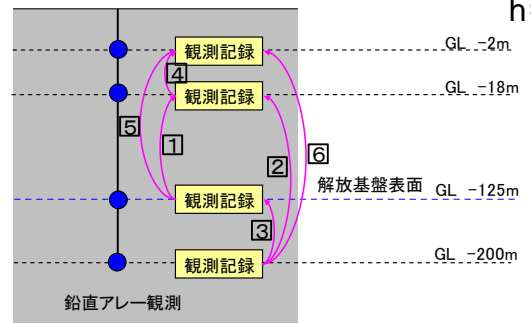 h=
観測記録
GL -2m
4
観測記録
GL -18m
5
1
2
6
解放基盤表面
GL -125m
観測記録
3
観測記録
GL -200m
鉛直アレー観測